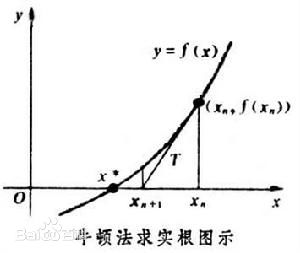 y
y=f(x)
(xₙ, f(xₙ))
T
x*
O
xₙ₊₁
xₙ
x
牛顿法求实根图示